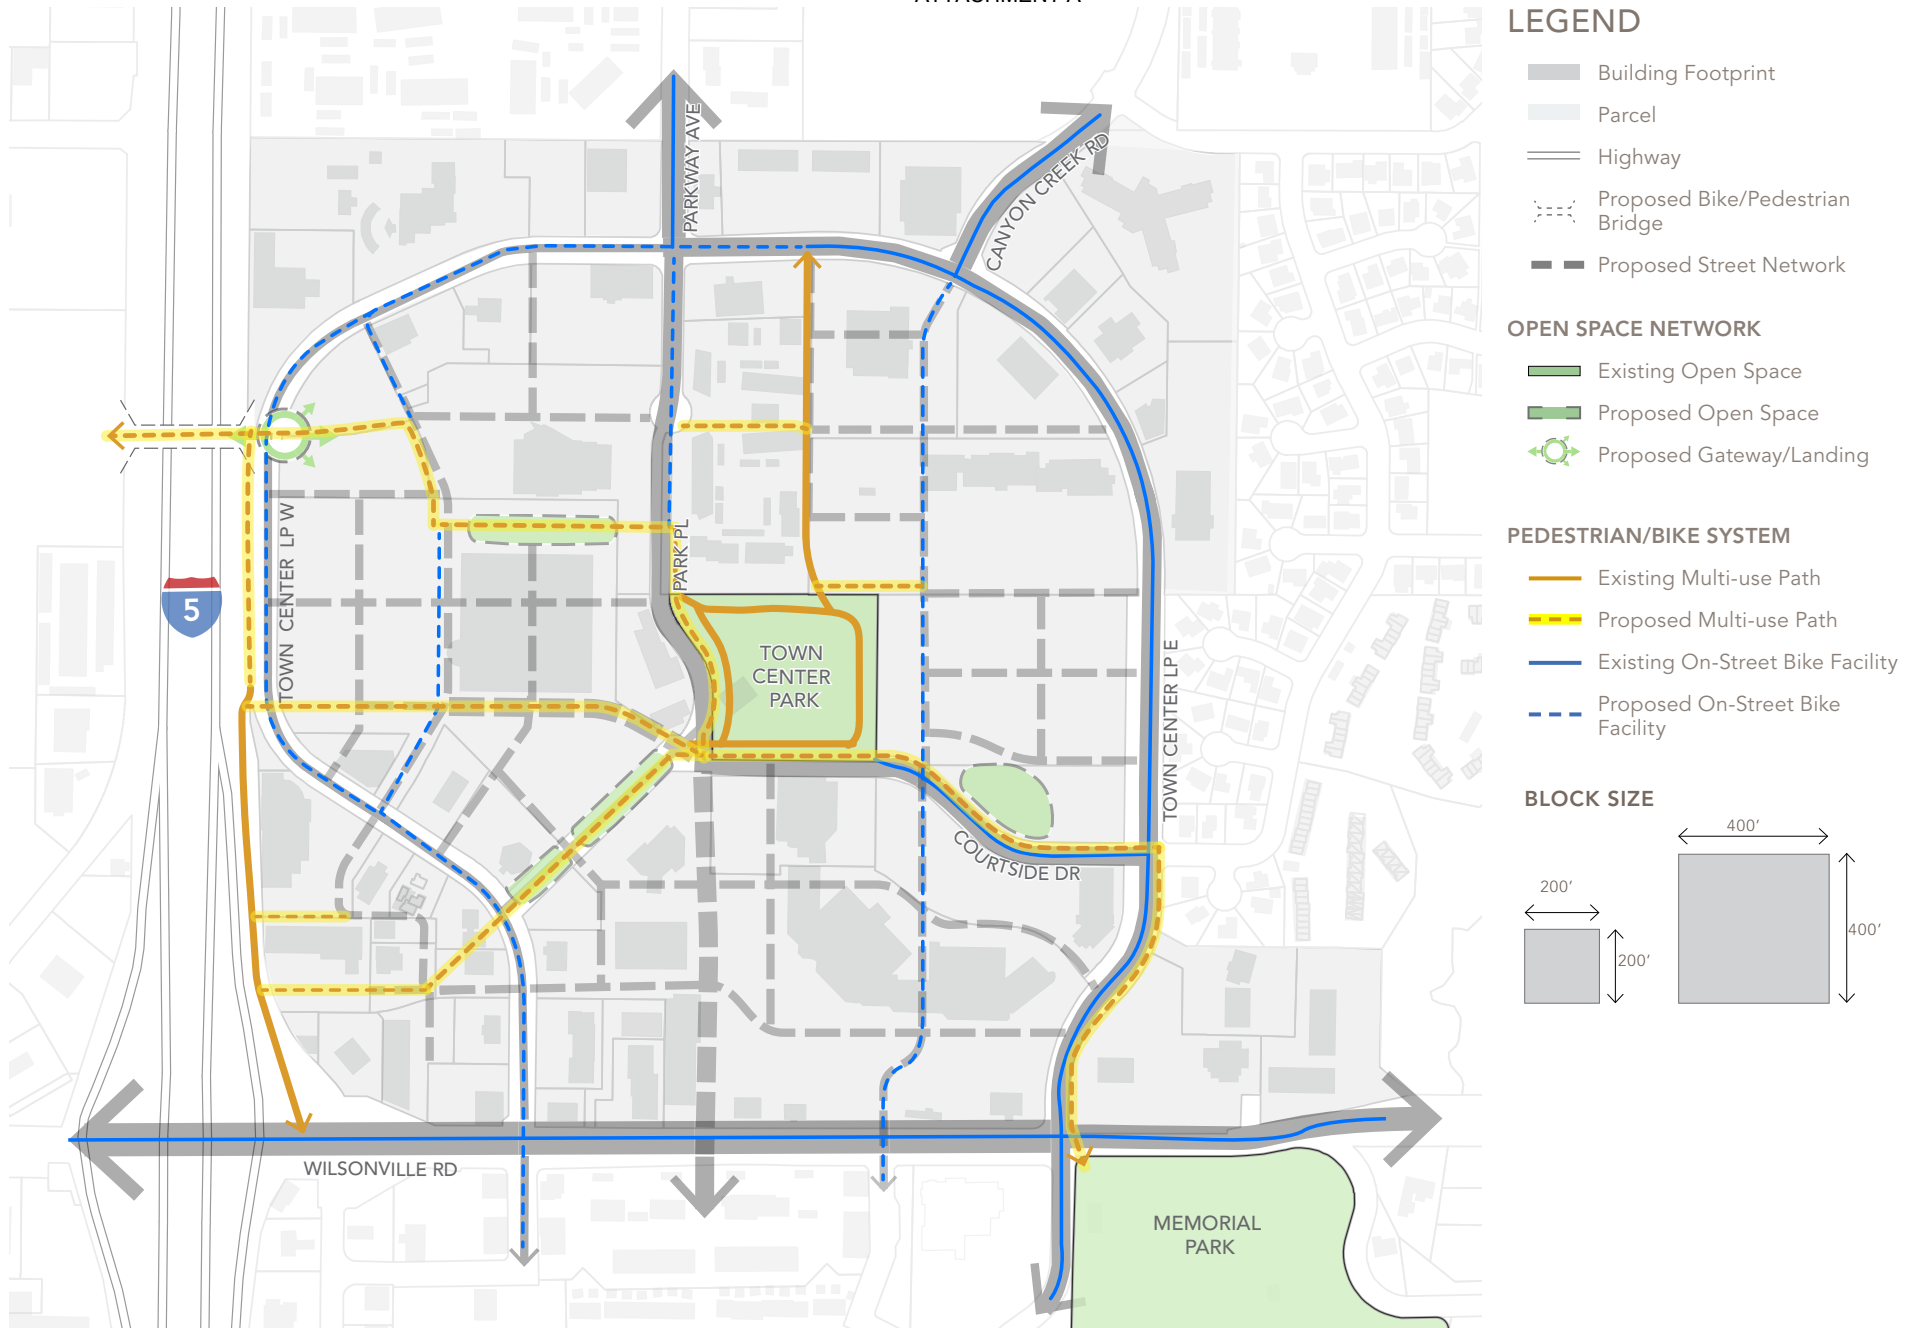 ATTACHMENT A
LEGEND
Building Footprint
Parcel
Highway
Proposed Bike/Pedestrian
Bridge
Proposed Street Network
OPEN SPACE NETWORK
Existing Open Space
Proposed Open Space
Proposed Gateway/Landing
PEDESTRIAN/BIKE SYSTEM
Existing Multi-use Path
Proposed Multi-use Path
Existing On-Street Bike Facility
Proposed On-Street Bike
Facility
BLOCK SIZE
400'
200'
400'
200'
PARKWAY AVE
CANYON CREEK RD
TOWN CENTER LP W
PARK PL
5
TOWN
CENTER
PARK
TOWN CENTER LP E
COURTSIDE DR
WILSONVILLE RD
MEMORIAL
PARK